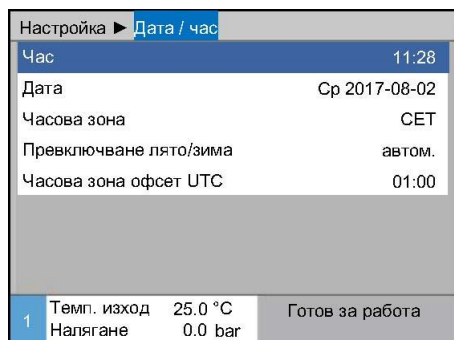 Настройка ► Дата / час
Час 11:28
Дата Ср 2017-08-02
Часова зона CET
Превключване лято/зима автом.
Часова зона офсет UTC 01:00
1 Темп. изход 25.0 °C Готов за работа
Налягане 0.0 bar